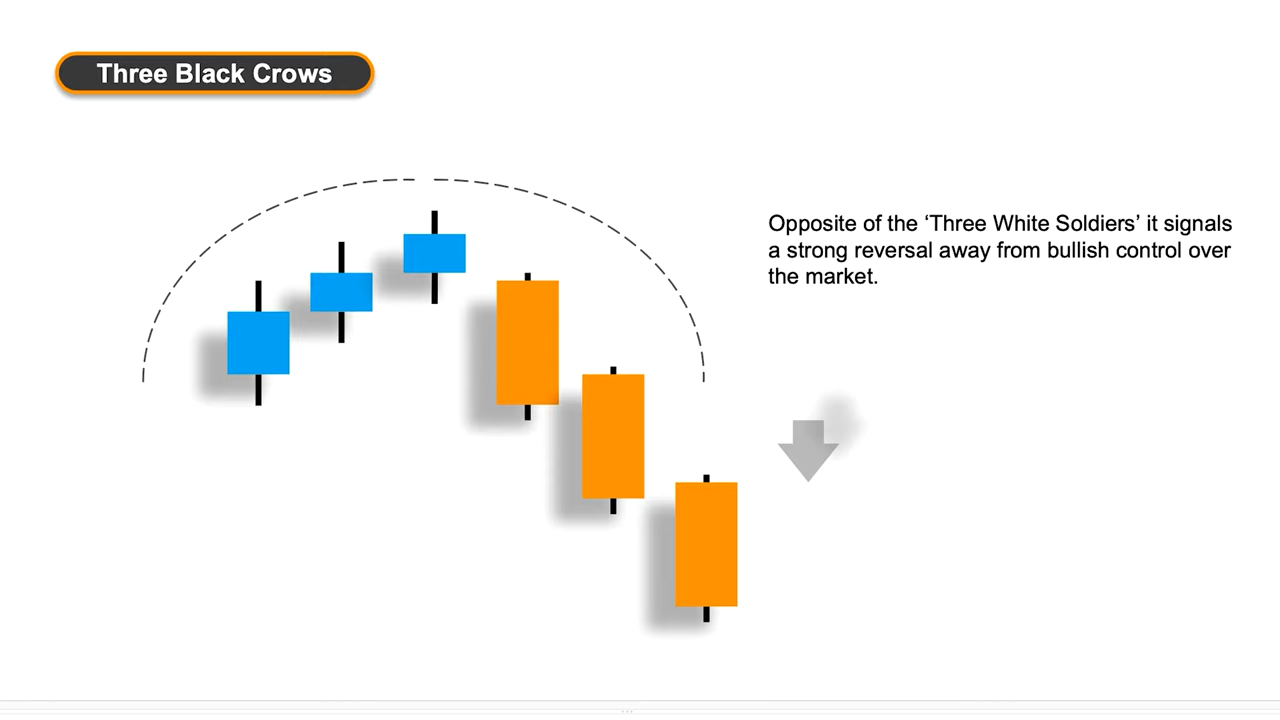 Three Black Crows
Opposite of the ‘Three White Soldiers’ it signals
a strong reversal away from bullish control over
the market.